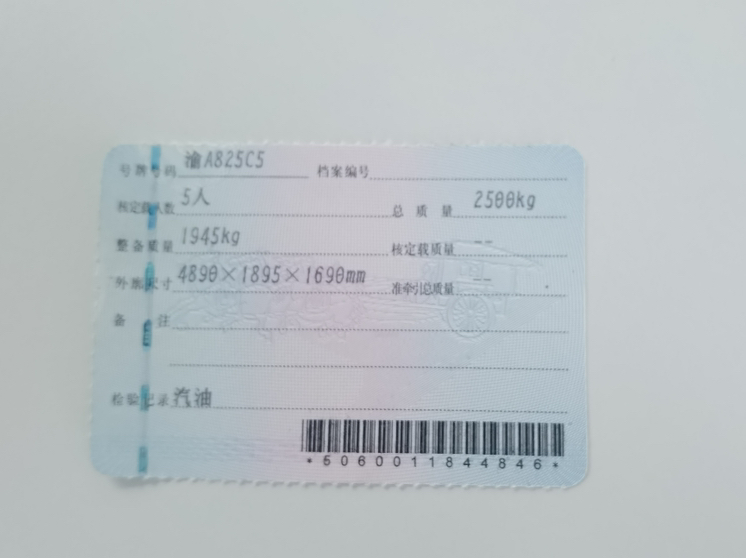 号牌号码 渝A825C5 档案编号
核定载人数 5人 总质量 2500kg
整备质量 1945kg 核定载质量 --
外廓尺寸 4890×1895×1690mm 准牵引总质量 --
备注
检验记录 汽油
*5060011844846*